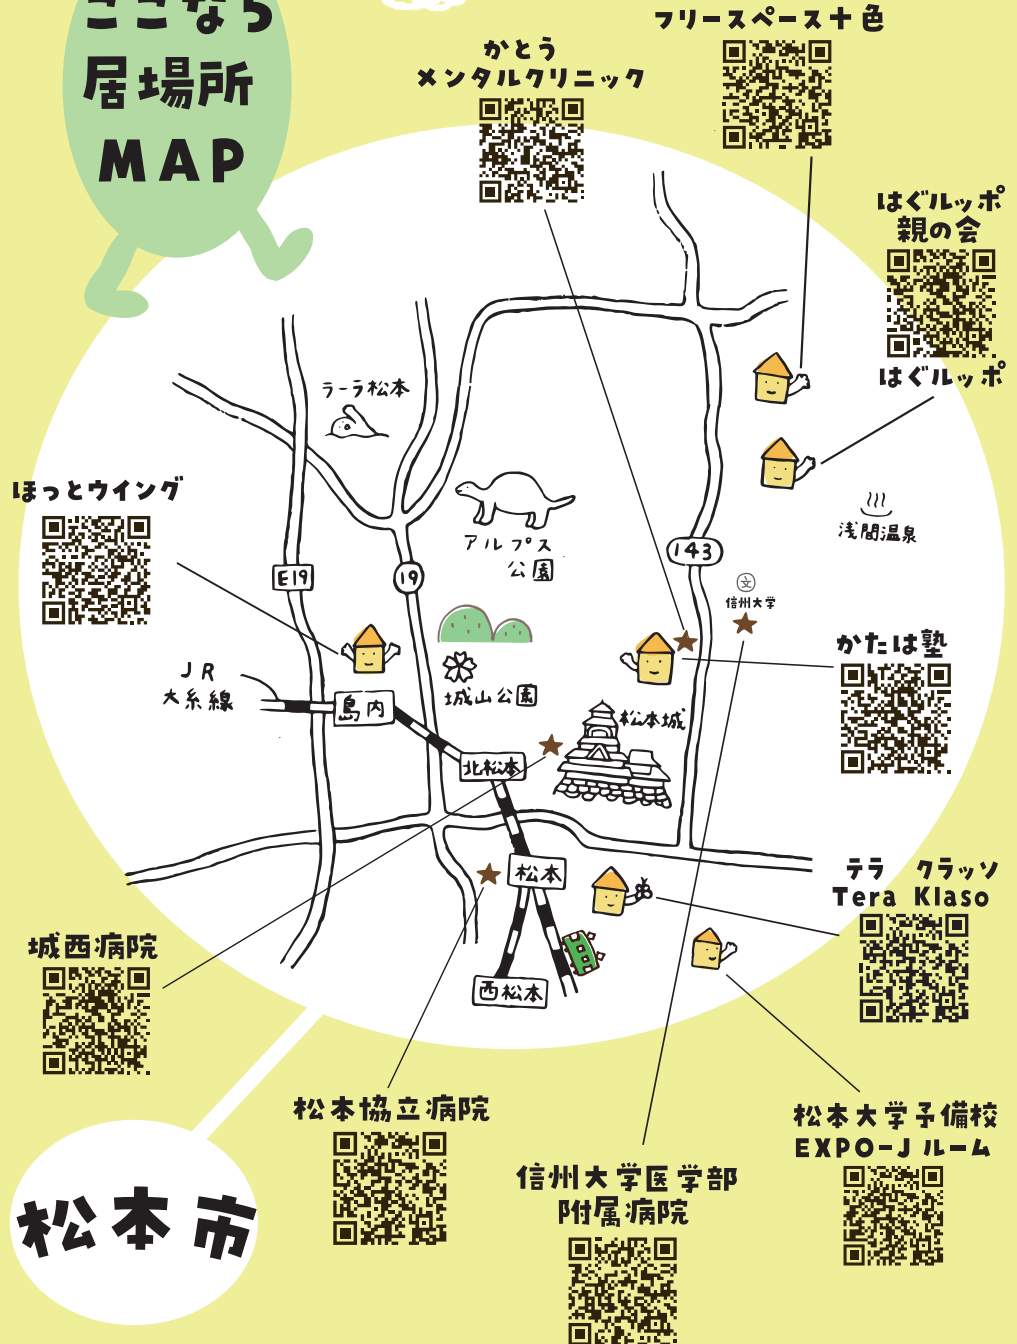 ここなら
居場所
MAP
フリースペース十色
かとう
メンタルクリニック
はぐルッポ
親の会
はぐルッポ
ラーラ松本
ほっとウイング
アルプス
公園
浅間温泉
143
E19
19
信州大学
かたは塾
JR
大糸線
島内
城山公園
松本城
北松本
松本
テラ クラッソ
Tera Klaso
城西病院
西松本
松本協立病院
松本大学予備校
EXPO-J ルーム
信州大学医学部
附属病院
松本市